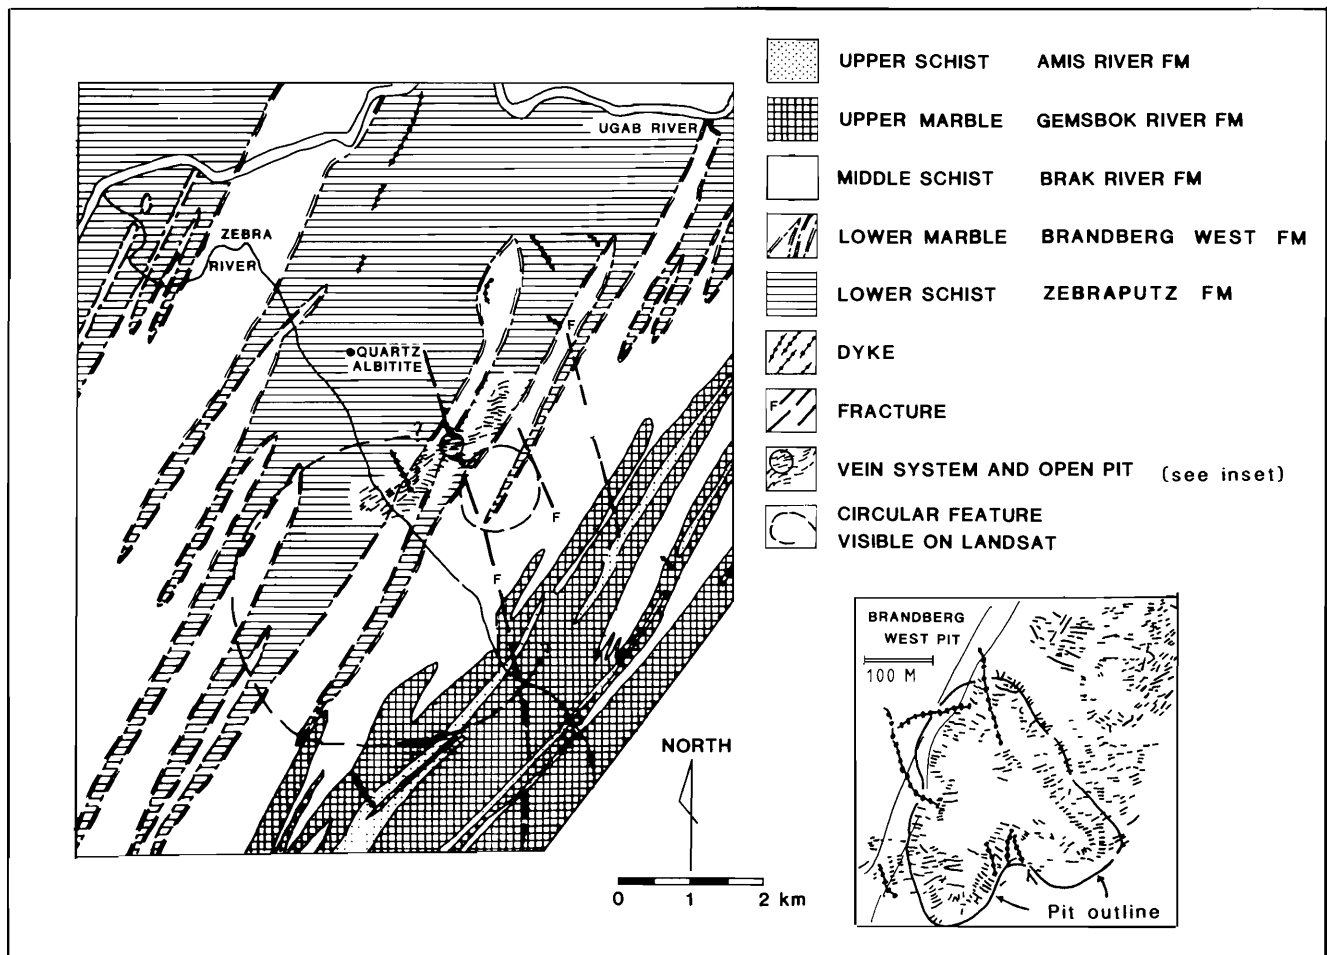 UGAB RIVER
ZEBRA
RIVER
QUARTZ
ALBITITE
F
F
F
?
NORTH
0 1 2 km
UPPER SCHIST AMIS RIVER FM
UPPER MARBLE GEMSBOK RIVER FM
MIDDLE SCHIST BRAK RIVER FM
LOWER MARBLE BRANDBERG WEST FM
LOWER SCHIST ZEBRAPUTZ FM
DYKE
F FRACTURE
VEIN SYSTEM AND OPEN PIT (see inset)
CIRCULAR FEATURE
VISIBLE ON LANDSAT
BRANDBERG
WEST PIT
100 M
Pit outline